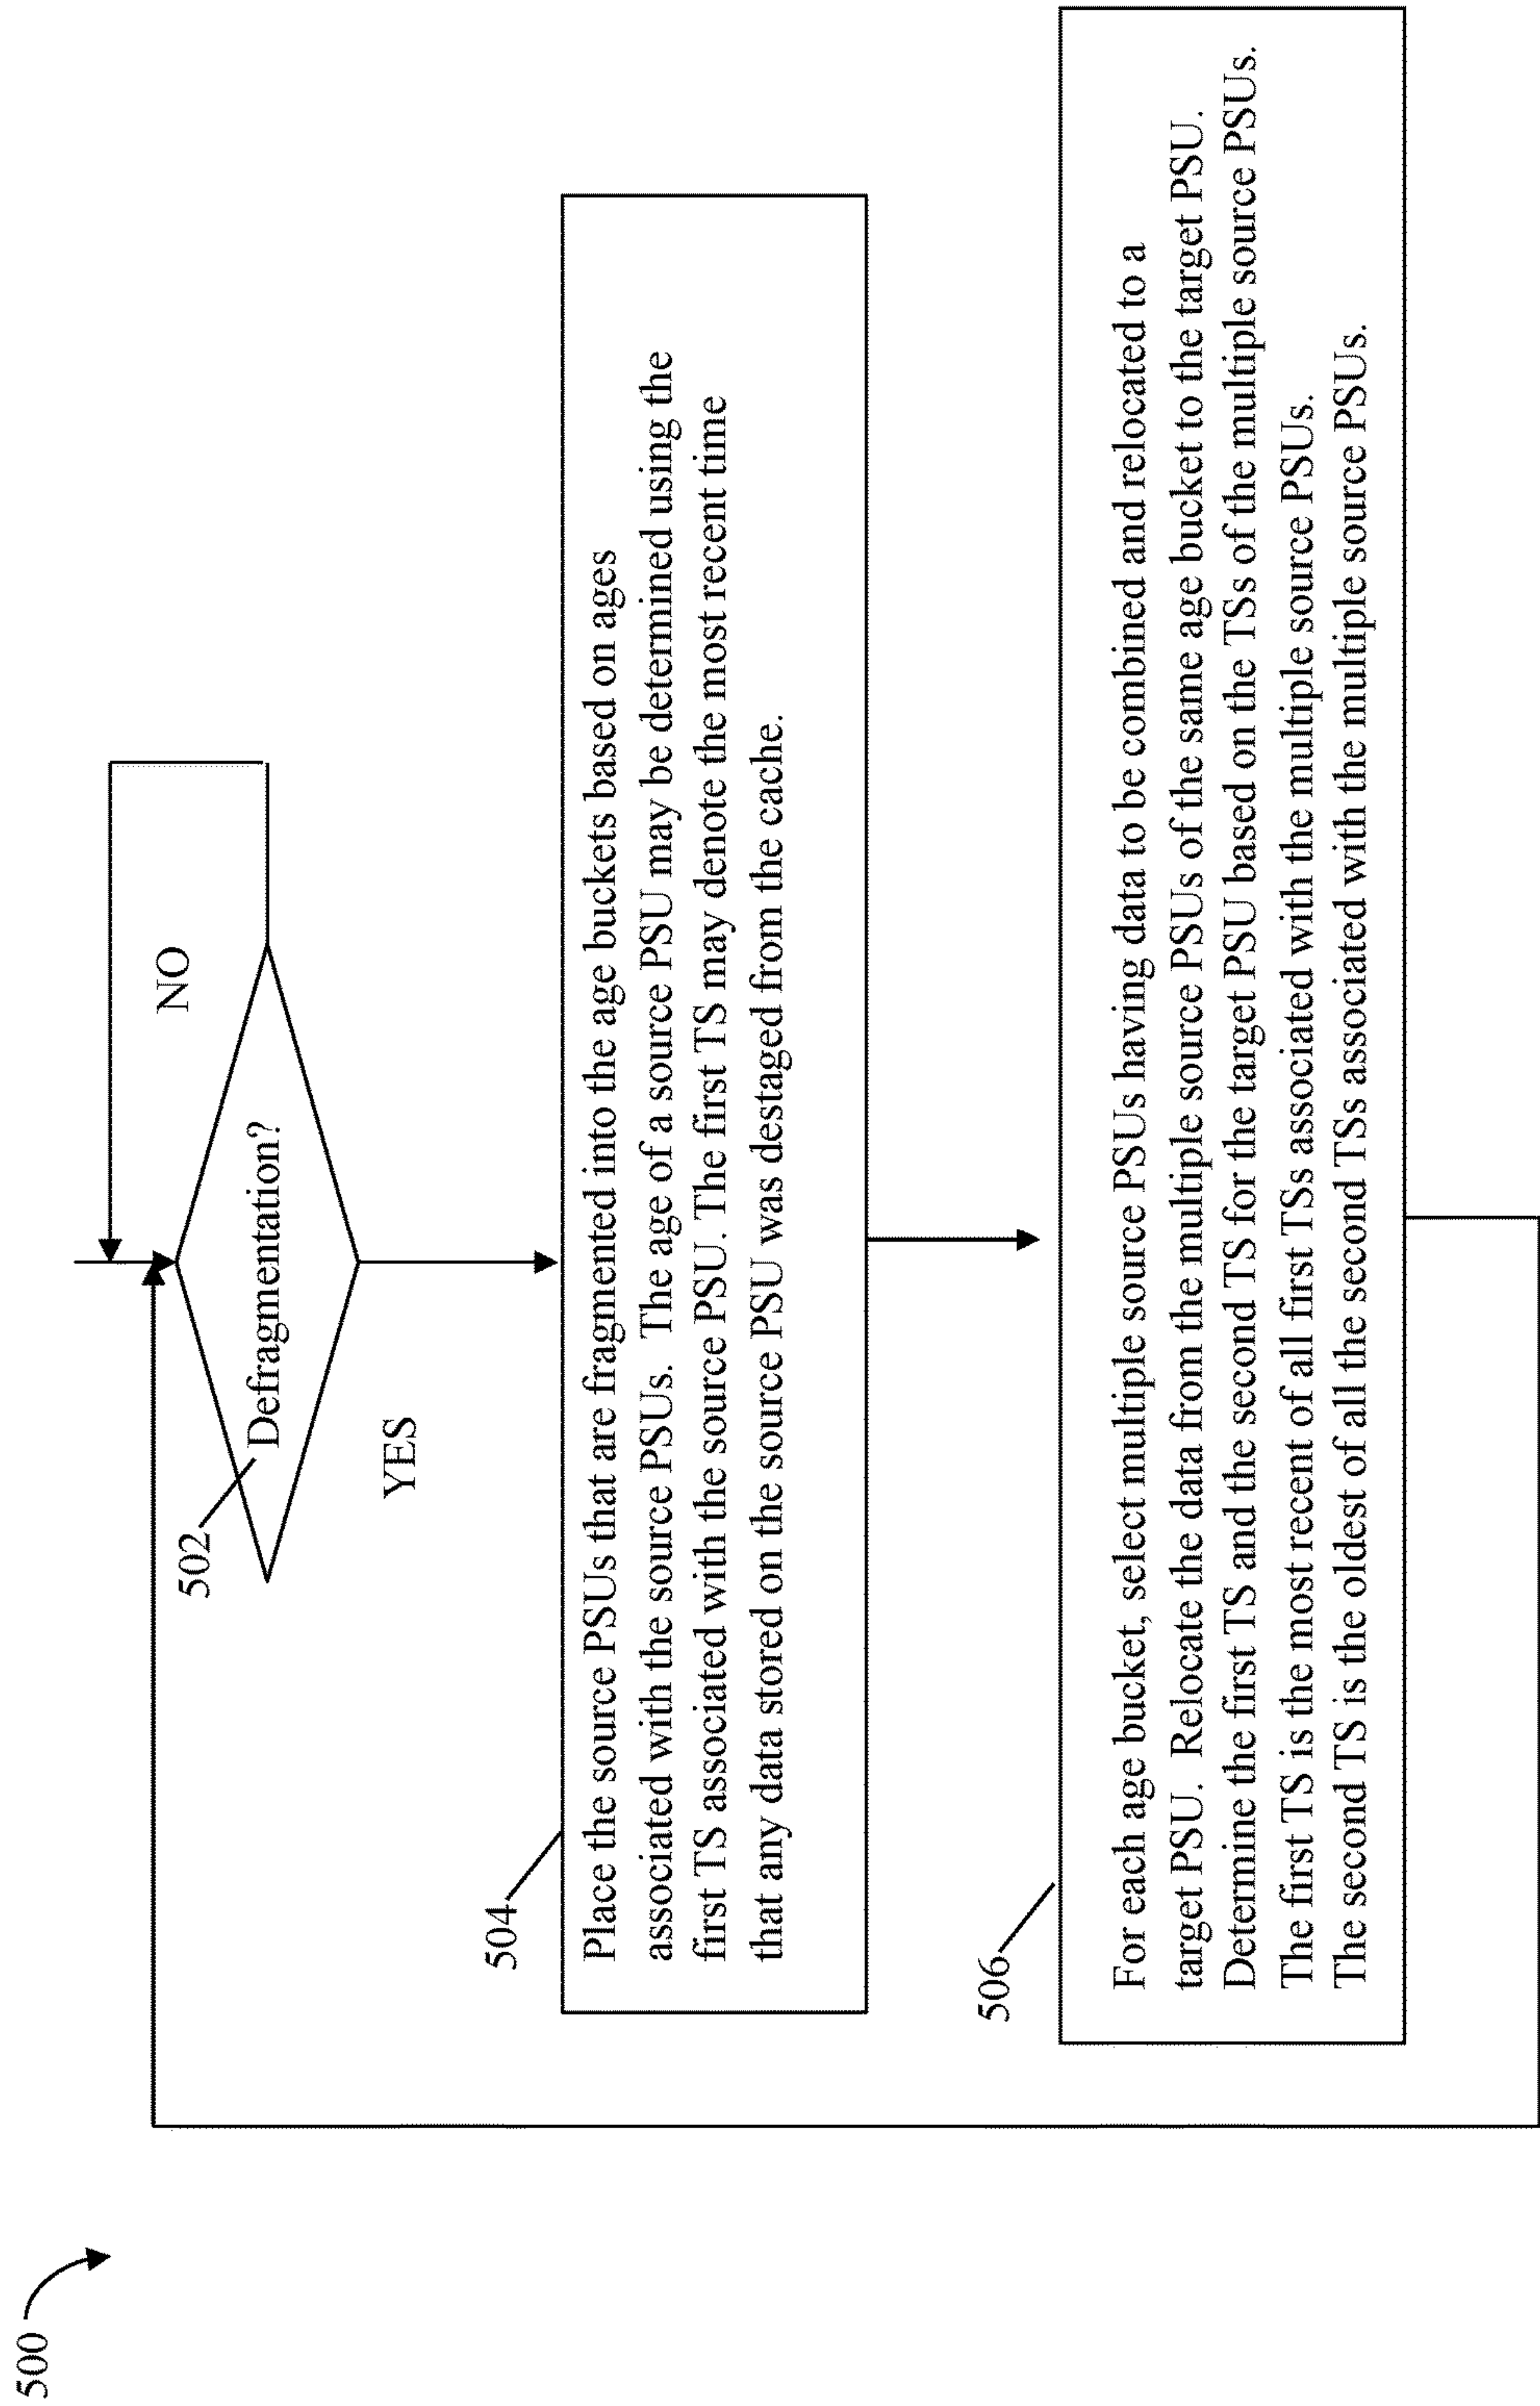 500
502
Defragmentation?
NO
YES
504
Place the source PSUs that are fragmented into the age buckets based on ages
associated with the source PSUs. The age of a source PSU may be determined using the
first TS associated with the source PSU. The first TS may denote the most recent time
that any data stored on the source PSU was destaged from the cache.
506
For each age bucket, select multiple source PSUs having data to be combined and relocated to a
target PSU. Relocate the data from the multiple source PSUs of the same age bucket to the target PSU.
Determine the first TS and the second TS for the target PSU based on the TSs of the multiple source PSUs.
The first TS is the most recent of all first TSs associated with the multiple source PSUs.
The second TS is the oldest of all the second TSs associated with the multiple source PSUs.